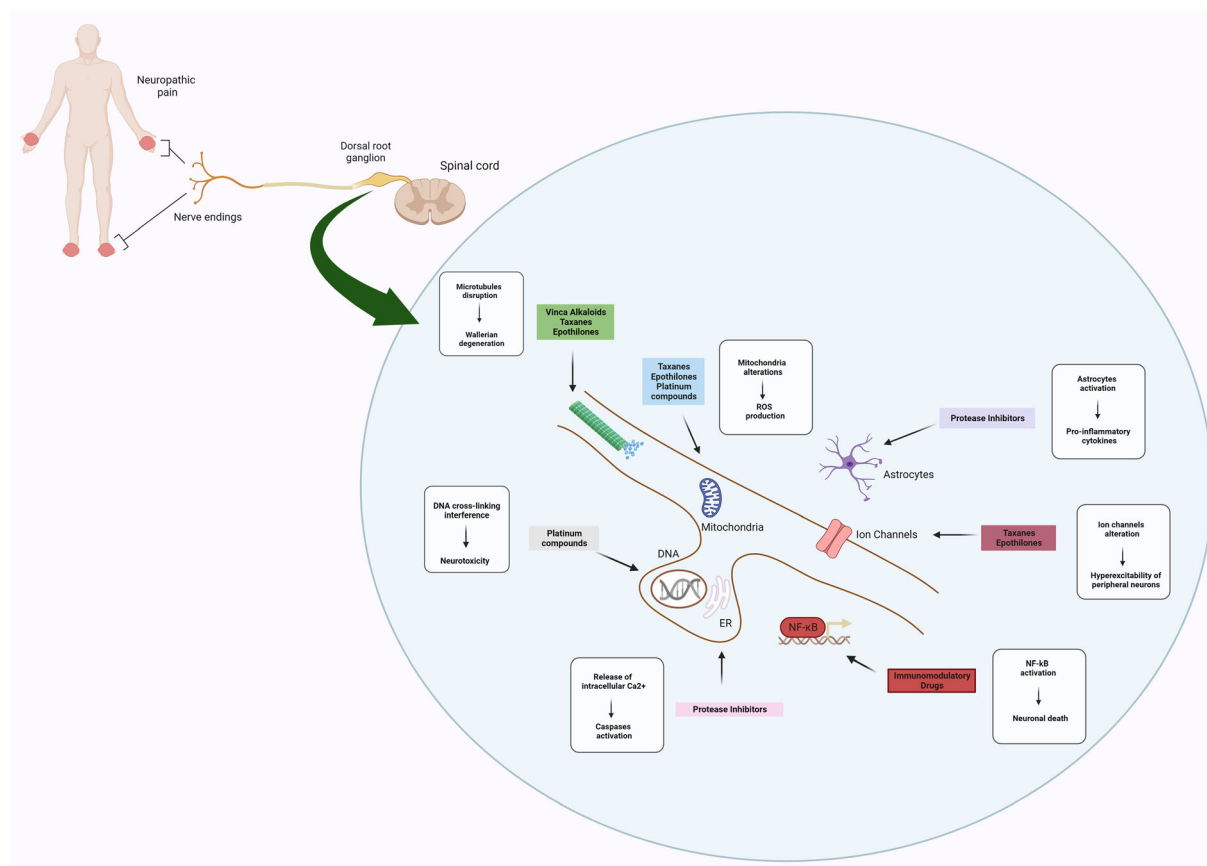 Neuropathic
pain
Dorsal root
ganglion
Spinal cord
Nerve endings
Microtubules
disruption
Wallerian
degeneration
Vinca Alkaloids
Taxanes
Epothilones
Taxanes
Epothilones
Platinum
compounds
Mitochondria
alterations
ROS
production
Astrocytes
activation
Pro-inflammatory
cytokines
Protease Inhibitors
Astrocytes
DNA cross-linking
interference
Neurotoxicity
Platinum
compounds
Mitochondria
DNA
ER
Ion Channels
Taxanes
Epothilones
Ion channels
alteration
Hyperexcitability of
peripheral neurons
NF-κB
Immunomodulatory
Drugs
NF-kB
activation
Neuronal death
Release of
intracellular Ca2+
Caspases
activation
Protease Inhibitors